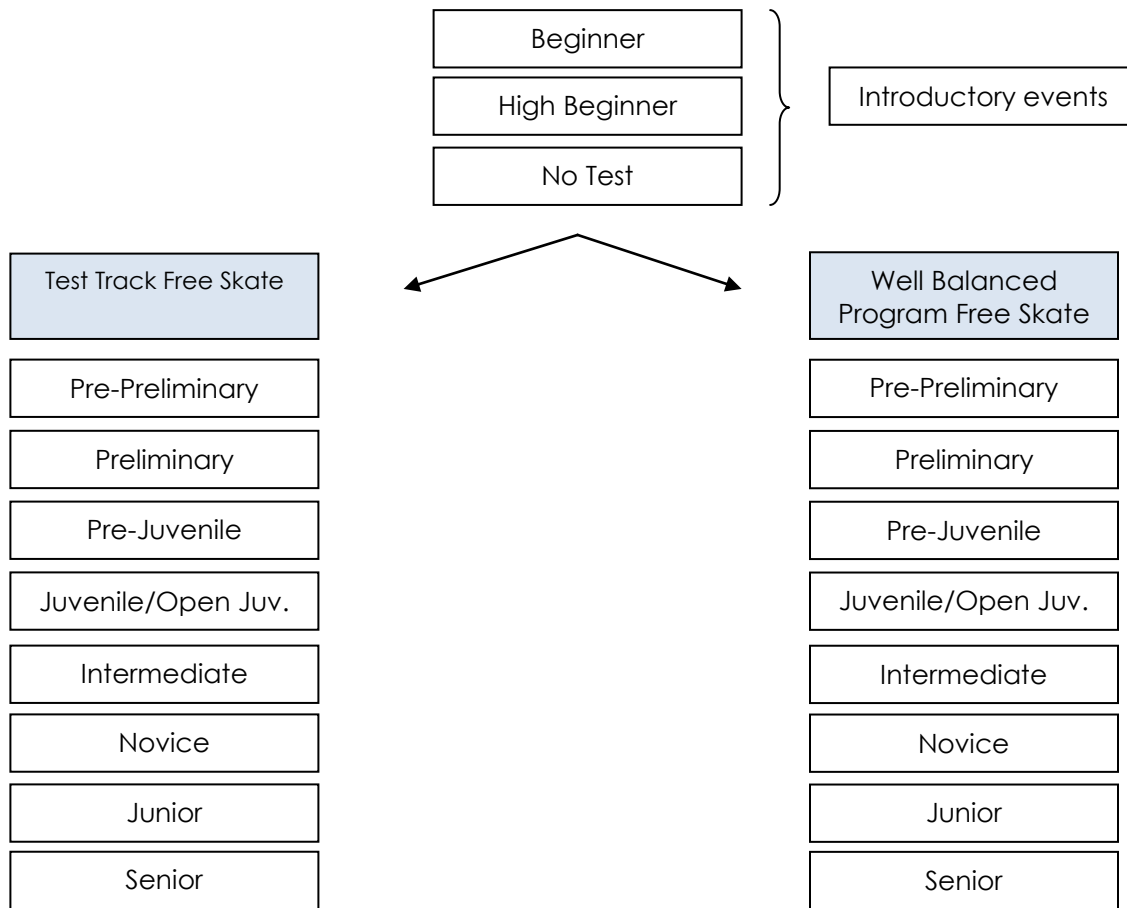 Beginner
High Beginner
No Test
Introductory events
Test Track Free Skate
Pre-Preliminary
Preliminary
Pre-Juvenile
Juvenile/Open Juv.
Intermediate
Novice
Junior
Senior
Well Balanced
Program Free Skate
Pre-Preliminary
Preliminary
Pre-Juvenile
Juvenile/Open Juv.
Intermediate
Novice
Junior
Senior